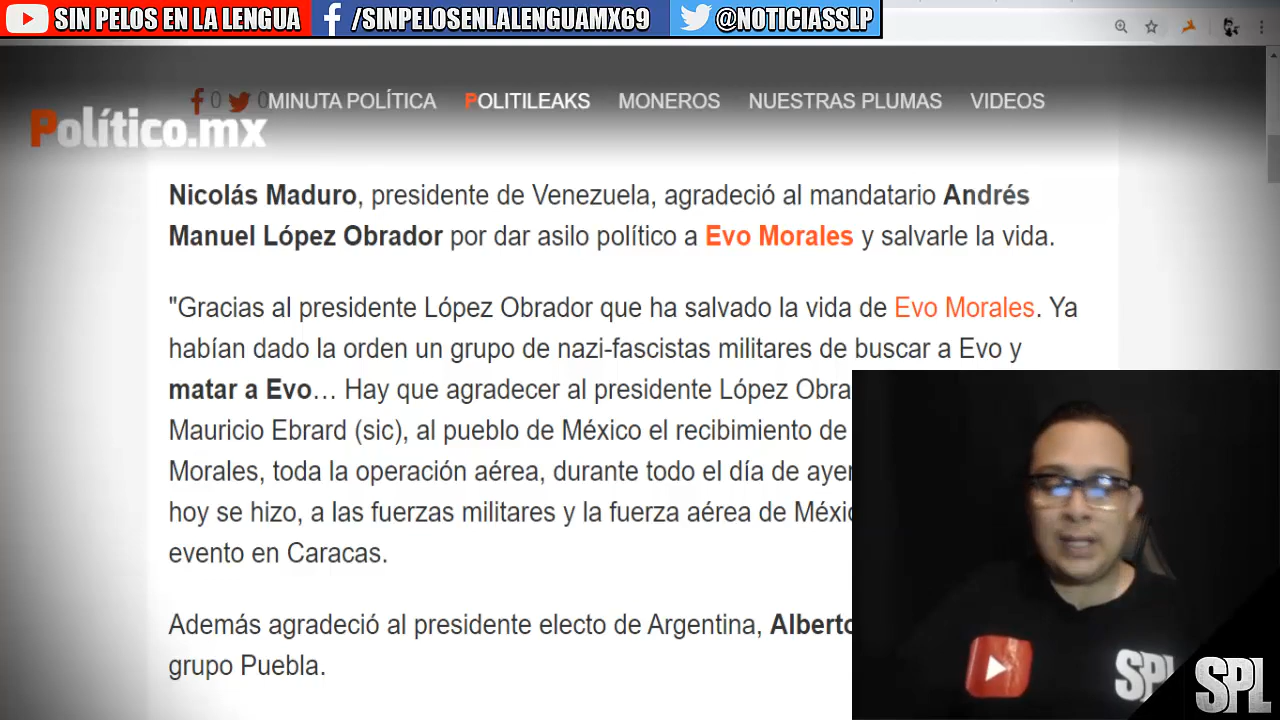 SIN PELOS EN LA LENGUA
/SINPELOSENLALENGUAMX69
@NOTICIASSLP
0 0
MINUTA POLÍTICA POLITILEAKS MONEROS NUESTRAS PLUMAS VIDEOS
Político.mx
Nicolás Maduro, presidente de Venezuela, agradeció al mandatario Andrés
Manuel López Obrador por dar asilo político a Evo Morales y salvarle la vida.
"Gracias al presidente López Obrador que ha salvado la vida de Evo Morales. Ya
habían dado la orden un grupo de nazi-fascistas militares de buscar a Evo y
matar a Evo… Hay que agradecer al presidente López Obra
Mauricio Ebrard (sic), al pueblo de México el recibimiento de
Morales, toda la operación aérea, durante todo el día de ayer
hoy se hizo, a las fuerzas militares y la fuerza aérea de Méxic
evento en Caracas.
Además agradeció al presidente electo de Argentina, Alberto
grupo Puebla.
SPL
SPL